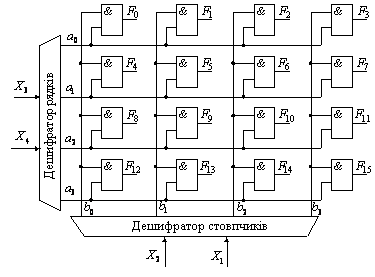 & F0 & F1 & F2 & F3
a0
& F4 & F5 & F6 & F7
X3 a1
& F8 & F9 & F10 & F11
X4 a2
Дешифратор рядків
& F12 & F13 & F14 & F15
a3
b0 b1 b2 b3
Дешифратор стовпчиків
X2 X1